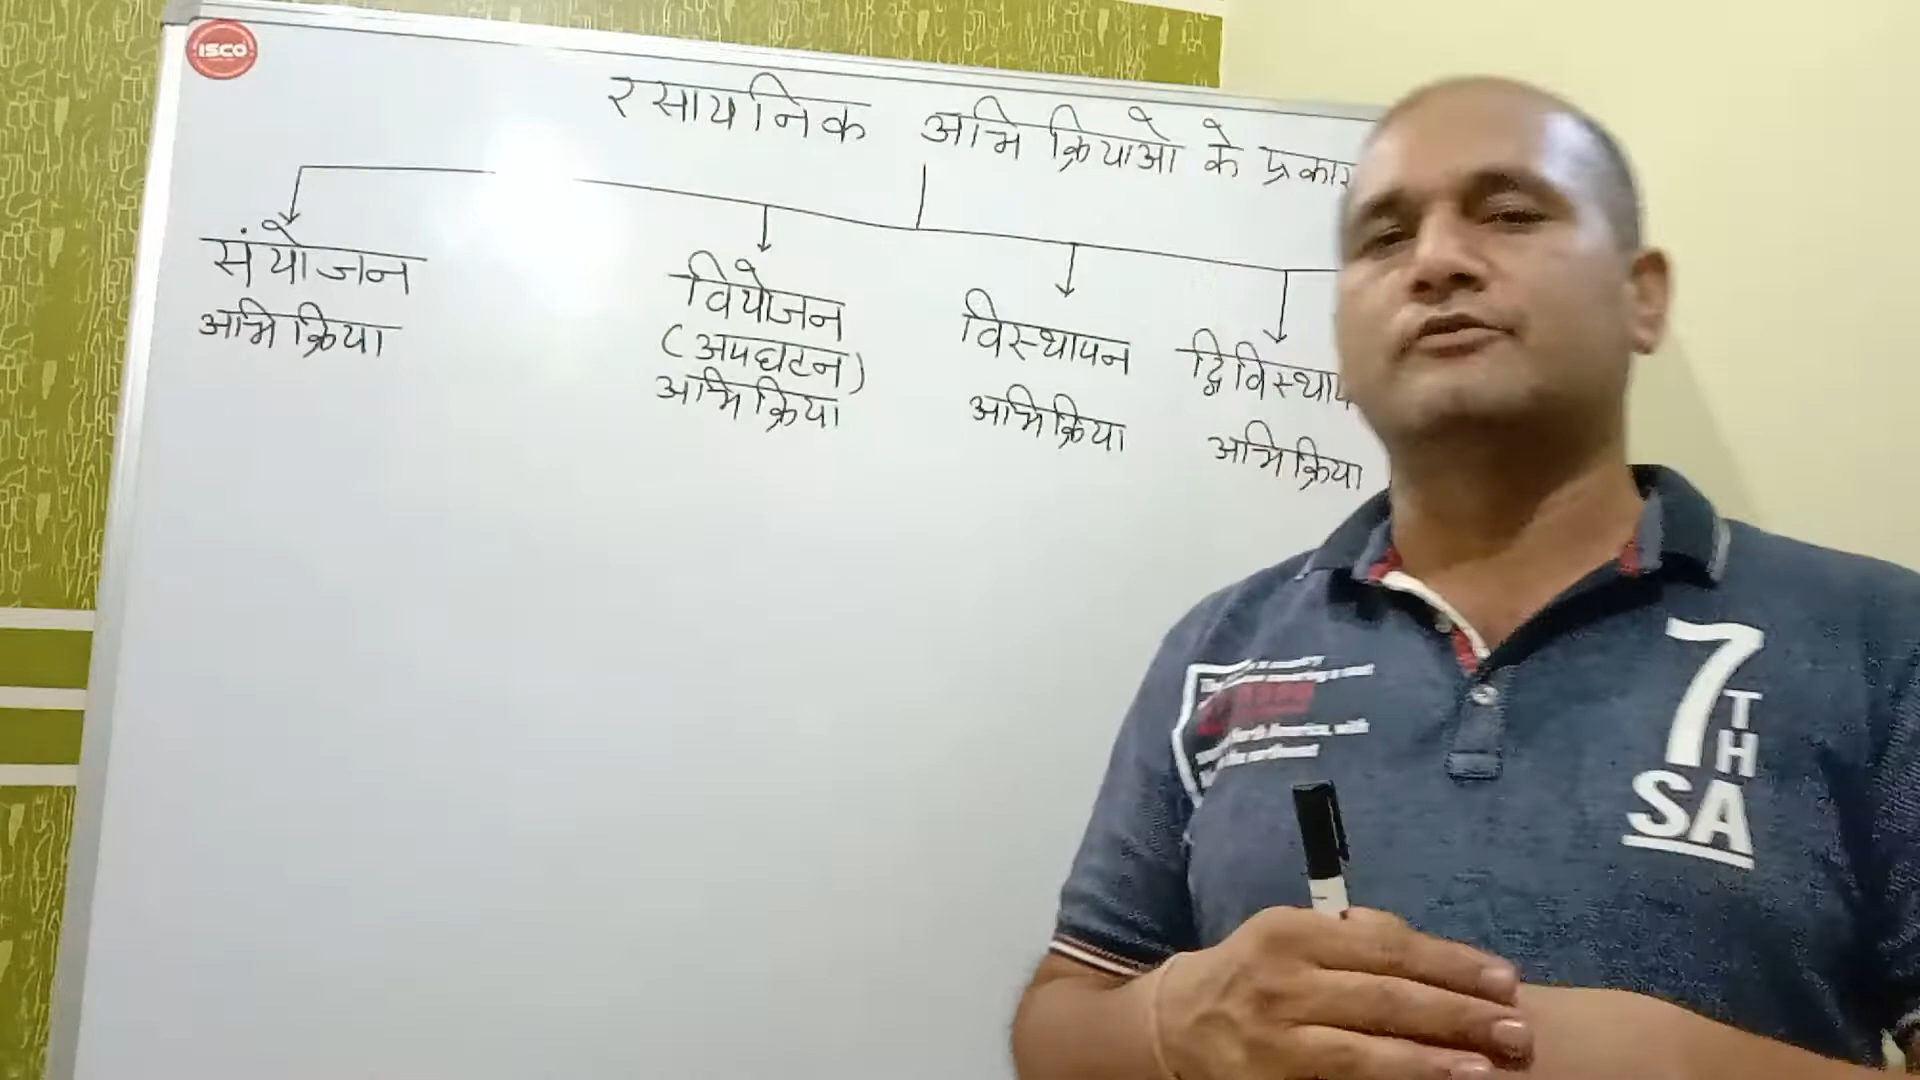 ISCO
रसायनिक अभिक्रियाओ के प्रकार
संयोजन
अभिक्रिया
वियोजन
(अपघटन)
अभिक्रिया
विस्थापन
अभिक्रिया
द्विविस्थाप
अभिक्रिया
7
TH
SA